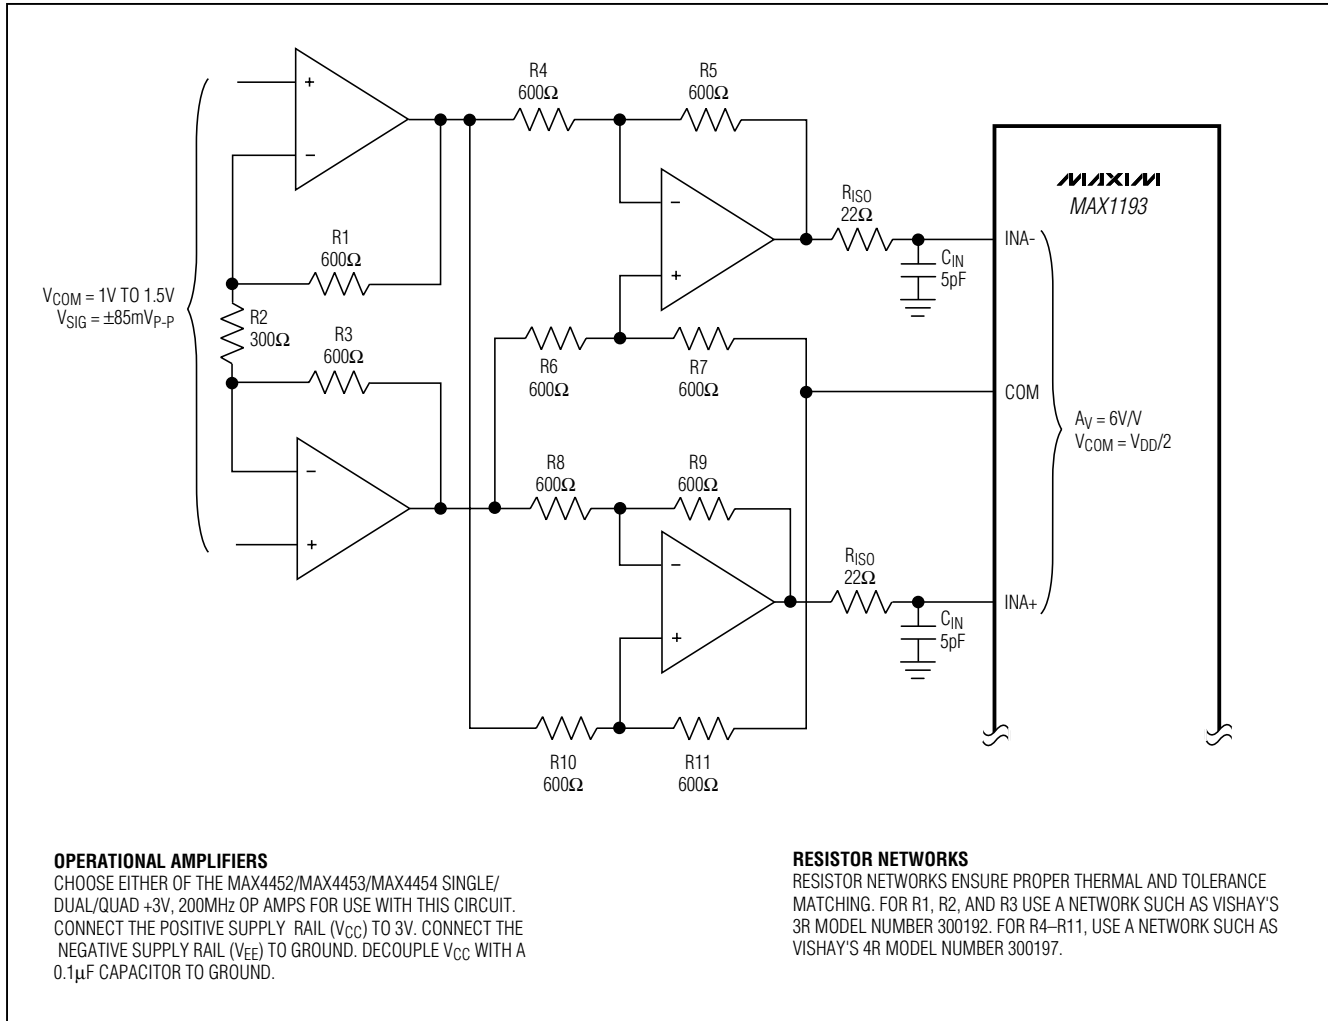 R4
600Ω
R5
600Ω
+
−
R1
600Ω
−
+
RISO
22Ω
MAXIM
MAX1193
INA-
CIN
5pF
VCOM = 1V TO 1.5V
VSIG = ±85mVP-P
R2
300Ω
R3
600Ω
R6
600Ω
R7
600Ω
COM
AV = 6V/V
VCOM = VDD/2
R8
600Ω
R9
600Ω
−
+
−
+
RISO
22Ω
INA+
CIN
5pF
R10
600Ω
R11
600Ω
OPERATIONAL AMPLIFIERS
CHOOSE EITHER OF THE MAX4452/MAX4453/MAX4454 SINGLE/
DUAL/QUAD +3V, 200MHz OP AMPS FOR USE WITH THIS CIRCUIT.
CONNECT THE POSITIVE SUPPLY RAIL (VCC) TO 3V. CONNECT THE
NEGATIVE SUPPLY RAIL (VEE) TO GROUND. DECOUPLE VCC WITH A
0.1µF CAPACITOR TO GROUND.
RESISTOR NETWORKS
RESISTOR NETWORKS ENSURE PROPER THERMAL AND TOLERANCE
MATCHING. FOR R1, R2, AND R3 USE A NETWORK SUCH AS VISHAY'S
3R MODEL NUMBER 300192. FOR R4–R11, USE A NETWORK SUCH AS
VISHAY'S 4R MODEL NUMBER 300197.